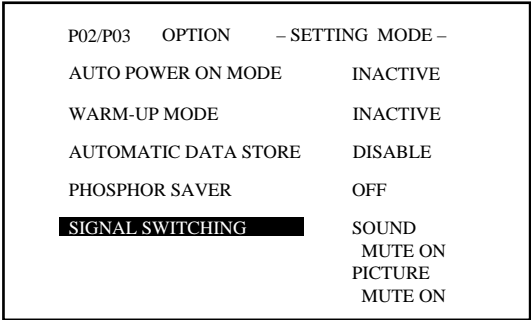 P02/P03 OPTION – SETTING MODE –
AUTO POWER ON MODE INACTIVE
WARM-UP MODE INACTIVE
AUTOMATIC DATA STORE DISABLE
PHOSPHOR SAVER OFF
SIGNAL SWITCHING SOUND
MUTE ON
PICTURE
MUTE ON